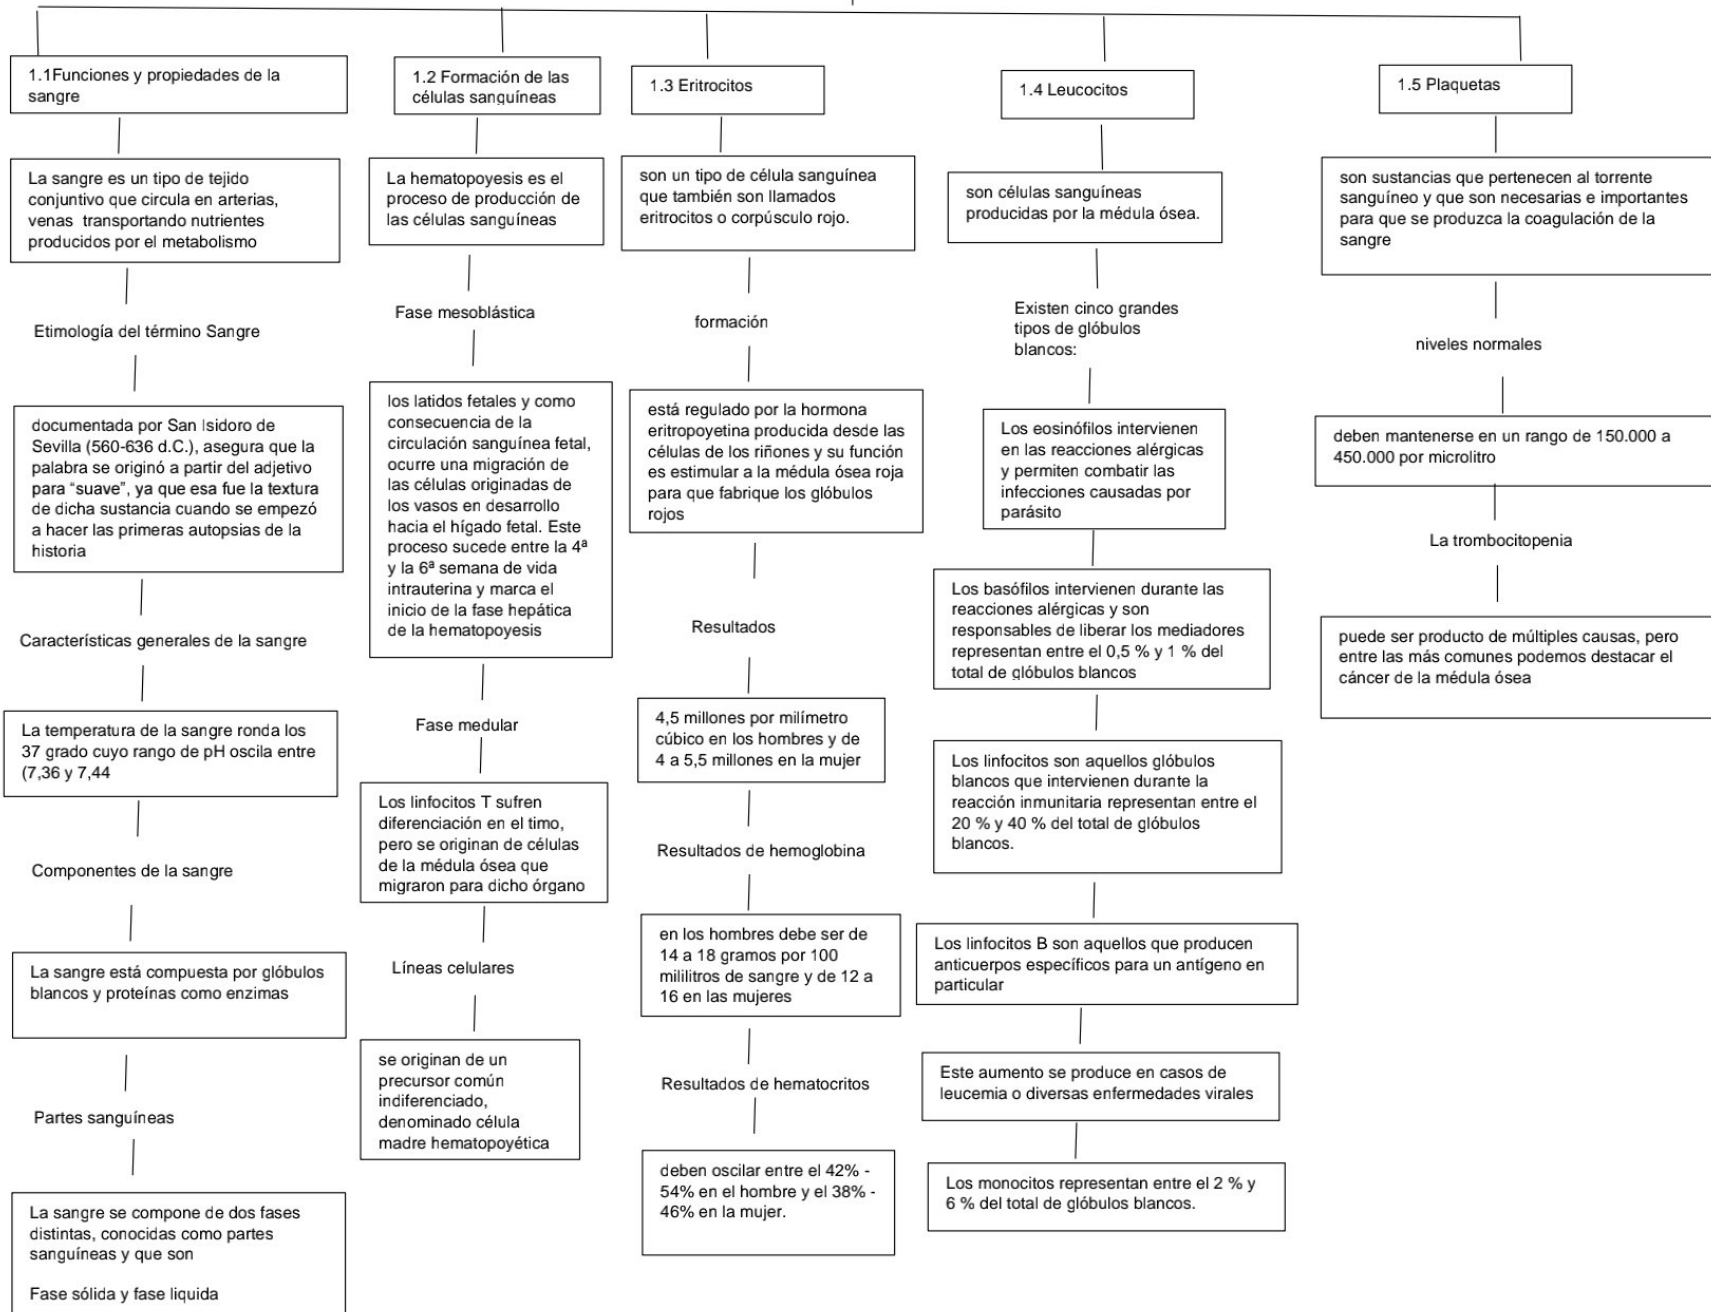 1.1Funciones y propiedades de la
sangre
La sangre es un tipo de tejido
conjuntivo que circula en arterias,
venas transportando nutrientes
producidos por el metabolismo
Etimología del término Sangre
documentada por San Isidoro de
Sevilla (560-636 d.C.), asegura que la
palabra se originó a partir del adjetivo
para “suave”, ya que esa fue la textura
de dicha sustancia cuando se empezó
a hacer las primeras autopsias de la
historia
Características generales de la sangre
La temperatura de la sangre ronda los
37 grado cuyo rango de pH oscila entre
(7,36 y 7,44
Componentes de la sangre
La sangre está compuesta por glóbulos
blancos y proteínas como enzimas
Partes sanguíneas
La sangre se compone de dos fases
distintas, conocidas como partes
sanguíneas y que son
Fase sólida y fase liquida
1.2 Formación de las
células sanguíneas
La hematopoyesis es el
proceso de producción de
las células sanguíneas
Fase mesoblástica
los latidos fetales y como
consecuencia de la
circulación sanguínea fetal,
ocurre una migración de
las células originadas de
los vasos en desarrollo
hacia el hígado fetal. Este
proceso sucede entre la 4ª
y la 6ª semana de vida
intrauterina y marca el
inicio de la fase hepática
de la hematopoyesis
Fase medular
Los linfocitos T sufren
diferenciación en el timo,
pero se originan de células
de la médula ósea que
migraron para dicho órgano
Líneas celulares
se originan de un
precursor común
indiferenciado,
denominado célula
madre hematopoyética
1.3 Eritrocitos
son un tipo de célula sanguínea
que también son llamados
eritrocitos o corpúsculo rojo.
formación
está regulado por la hormona
eritropoyetina producida desde las
células de los riñones y su función
es estimular a la médula ósea roja
para que fabrique los glóbulos
rojos
Resultados
4,5 millones por milímetro
cúbico en los hombres y de
4 a 5,5 millones en la mujer
Resultados de hemoglobina
en los hombres debe ser de
14 a 18 gramos por 100
mililitros de sangre y de 12 a
16 en las mujeres
Resultados de hematocritos
deben oscilar entre el 42% -
54% en el hombre y el 38% -
46% en la mujer.
1.4 Leucocitos
son células sanguíneas
producidas por la médula ósea.
Existen cinco grandes
tipos de glóbulos
blancos:
Los eosinófilos intervienen
en las reacciones alérgicas
y permiten combatir las
infecciones causadas por
parásito
Los basófilos intervienen durante las
reacciones alérgicas y son
responsables de liberar los mediadores
representan entre el 0,5 % y 1 % del
total de glóbulos blancos
Los linfocitos son aquellos glóbulos
blancos que intervienen durante la
reacción inmunitaria representan entre el
20 % y 40 % del total de glóbulos
blancos.
Los linfocitos B son aquellos que producen
anticuerpos específicos para un antígeno en
particular
Este aumento se produce en casos de
leucemia o diversas enfermedades virales
Los monocitos representan entre el 2 % y
6 % del total de glóbulos blancos.
1.5 Plaquetas
son sustancias que pertenecen al torrente
sanguíneo y que son necesarias e importantes
para que se produzca la coagulación de la
sangre
niveles normales
deben mantenerse en un rango de 150.000 a
450.000 por microlitro
La trombocitopenia
puede ser producto de múltiples causas, pero
entre las más comunes podemos destacar el
cáncer de la médula ósea